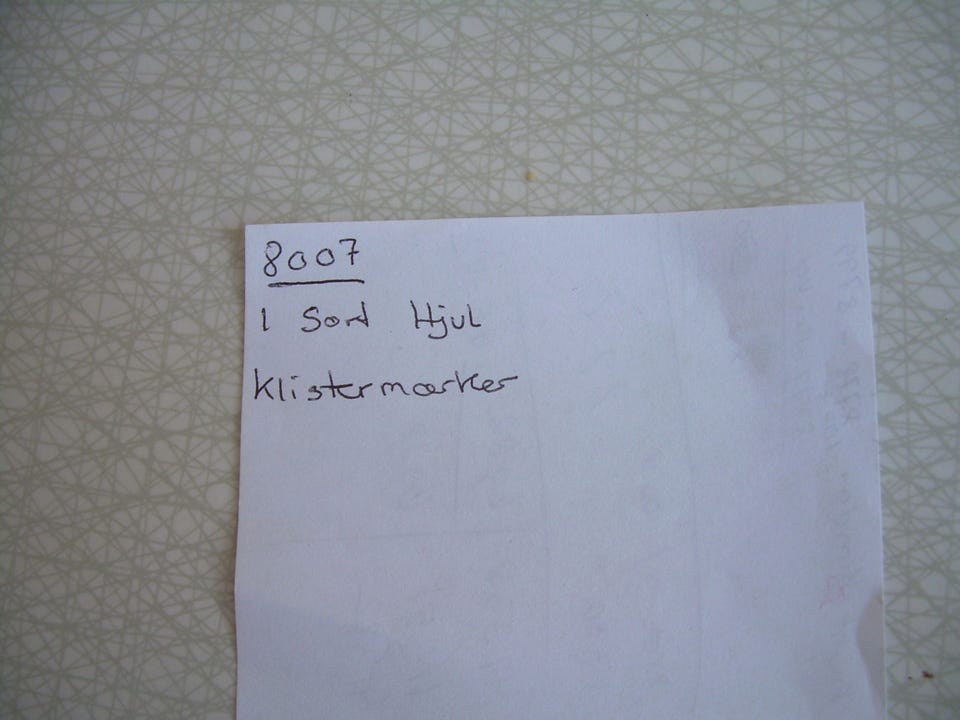 8007
1 Sort Hjul
Klistermærker